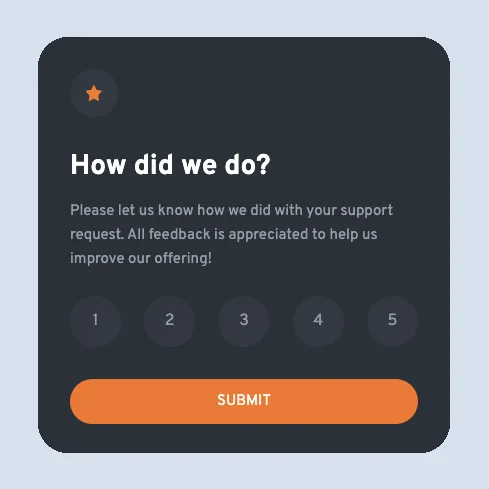 How did we do?
Please let us know how we did with your support
request. All feedback is appreciated to help us
improve our offering!
1 2 3 4 5
SUBMIT